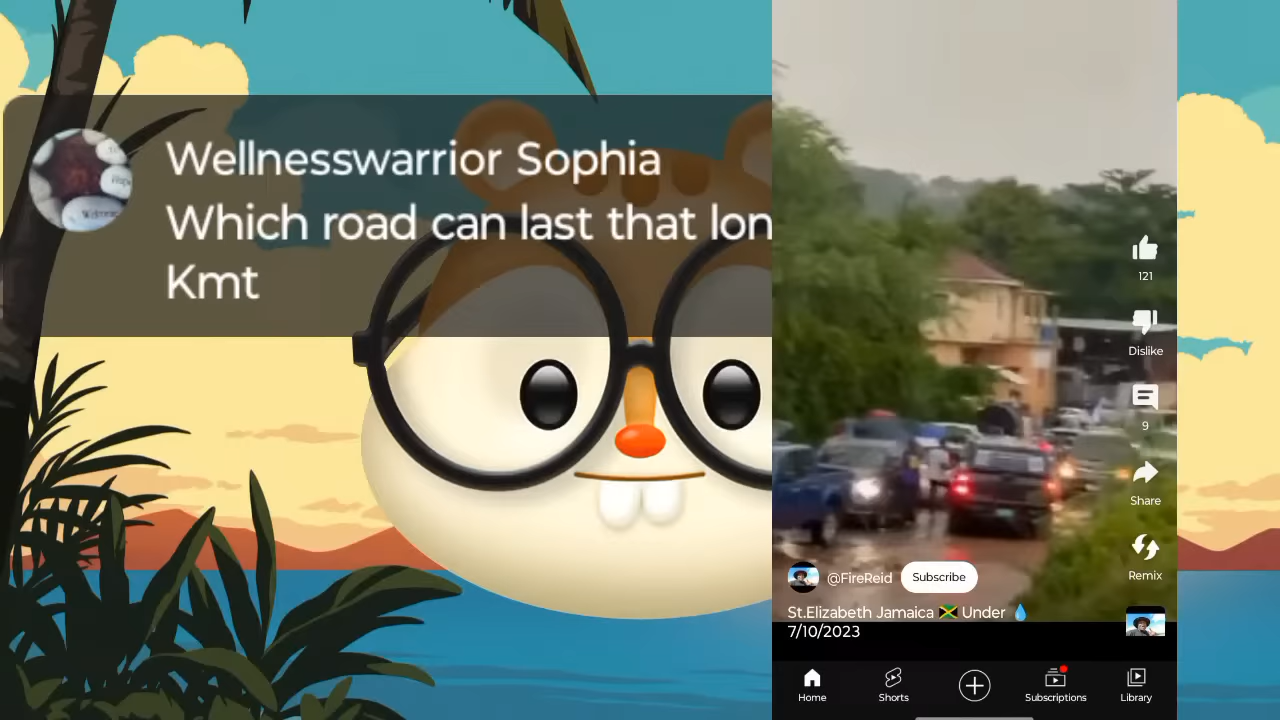 Wellnesswarrior Sophia
Which road can last that lon
Kmt
121
Dislike
9
Share
Remix
@FireReid
Subscribe
St.Elizabeth Jamaica 🇯🇲 Under 💧
7/10/2023
Home
Shorts
Subscriptions
Library